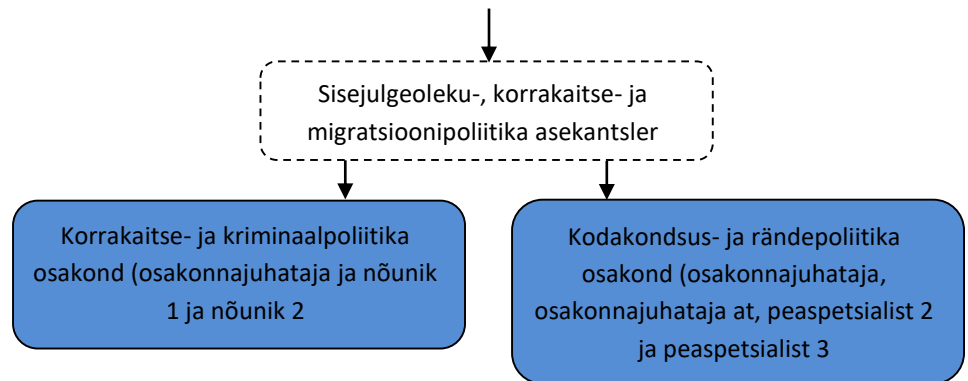 Sisejulgeoleku-, korrakaitse- ja
migratsioonipoliitika asekantsler
Korrakaitse- ja kriminaalpoliitika
osakond (osakonnajuhataja ja nõunik
1 ja nõunik 2
Kodakondsus- ja rändepoliitika
osakond (osakonnajuhataja,
osakonnajuhataja at, peaspetsialist 2
ja peaspetsialist 3